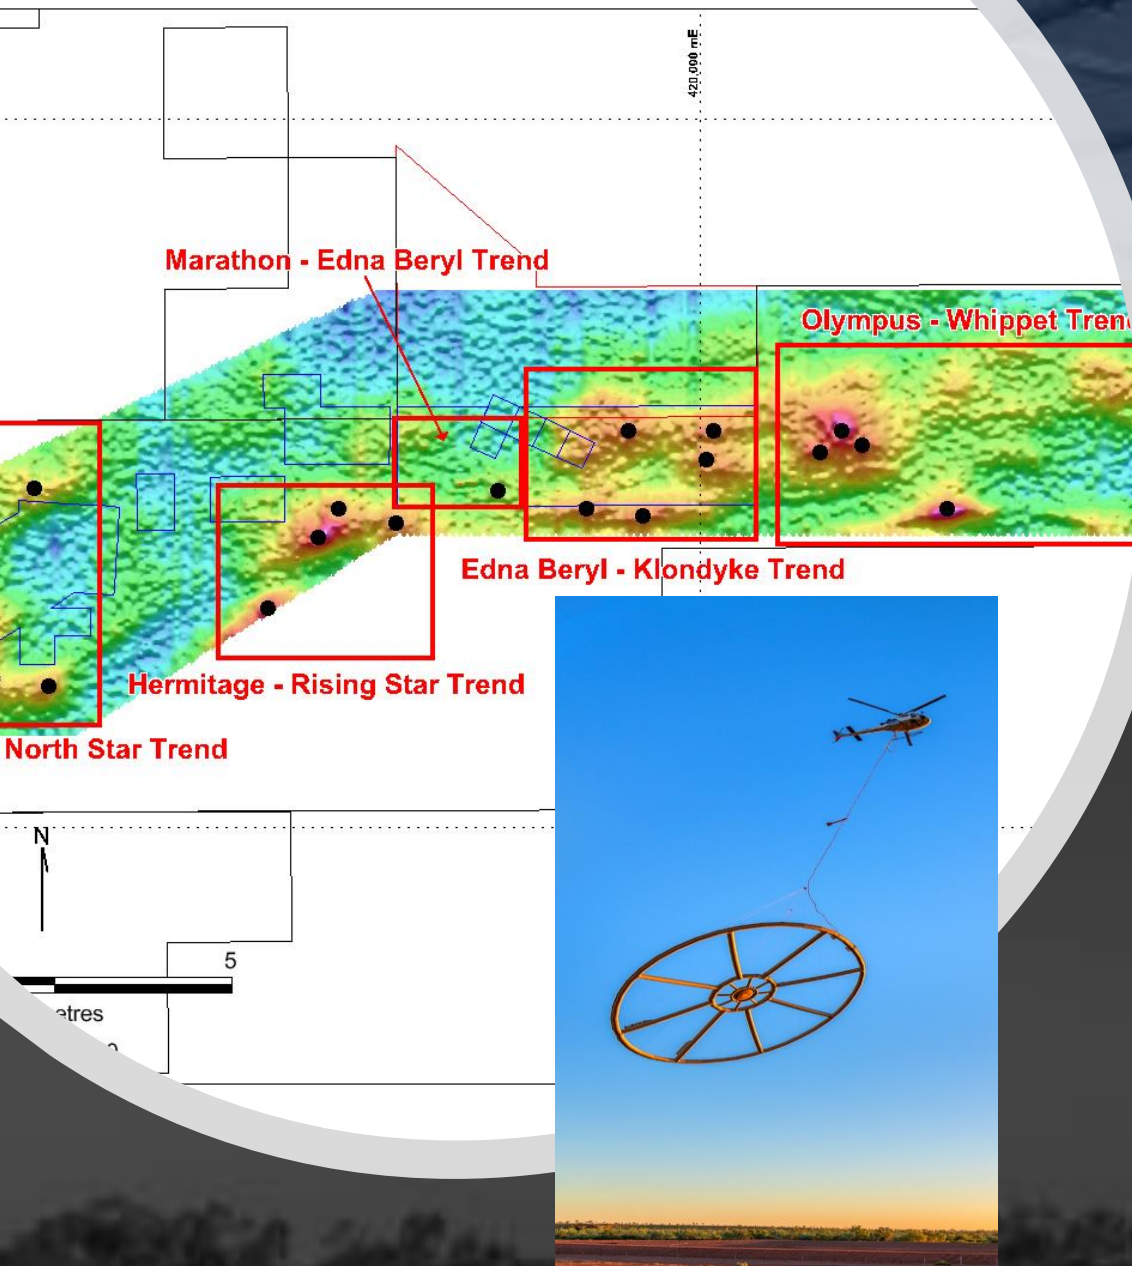 420,000 mE
Marathon - Edna Beryl Trend
Olympus - Whippet Tren
Edna Beryl - Klondyke Trend
Hermitage - Rising Star Trend
North Star Trend
N
5
etres